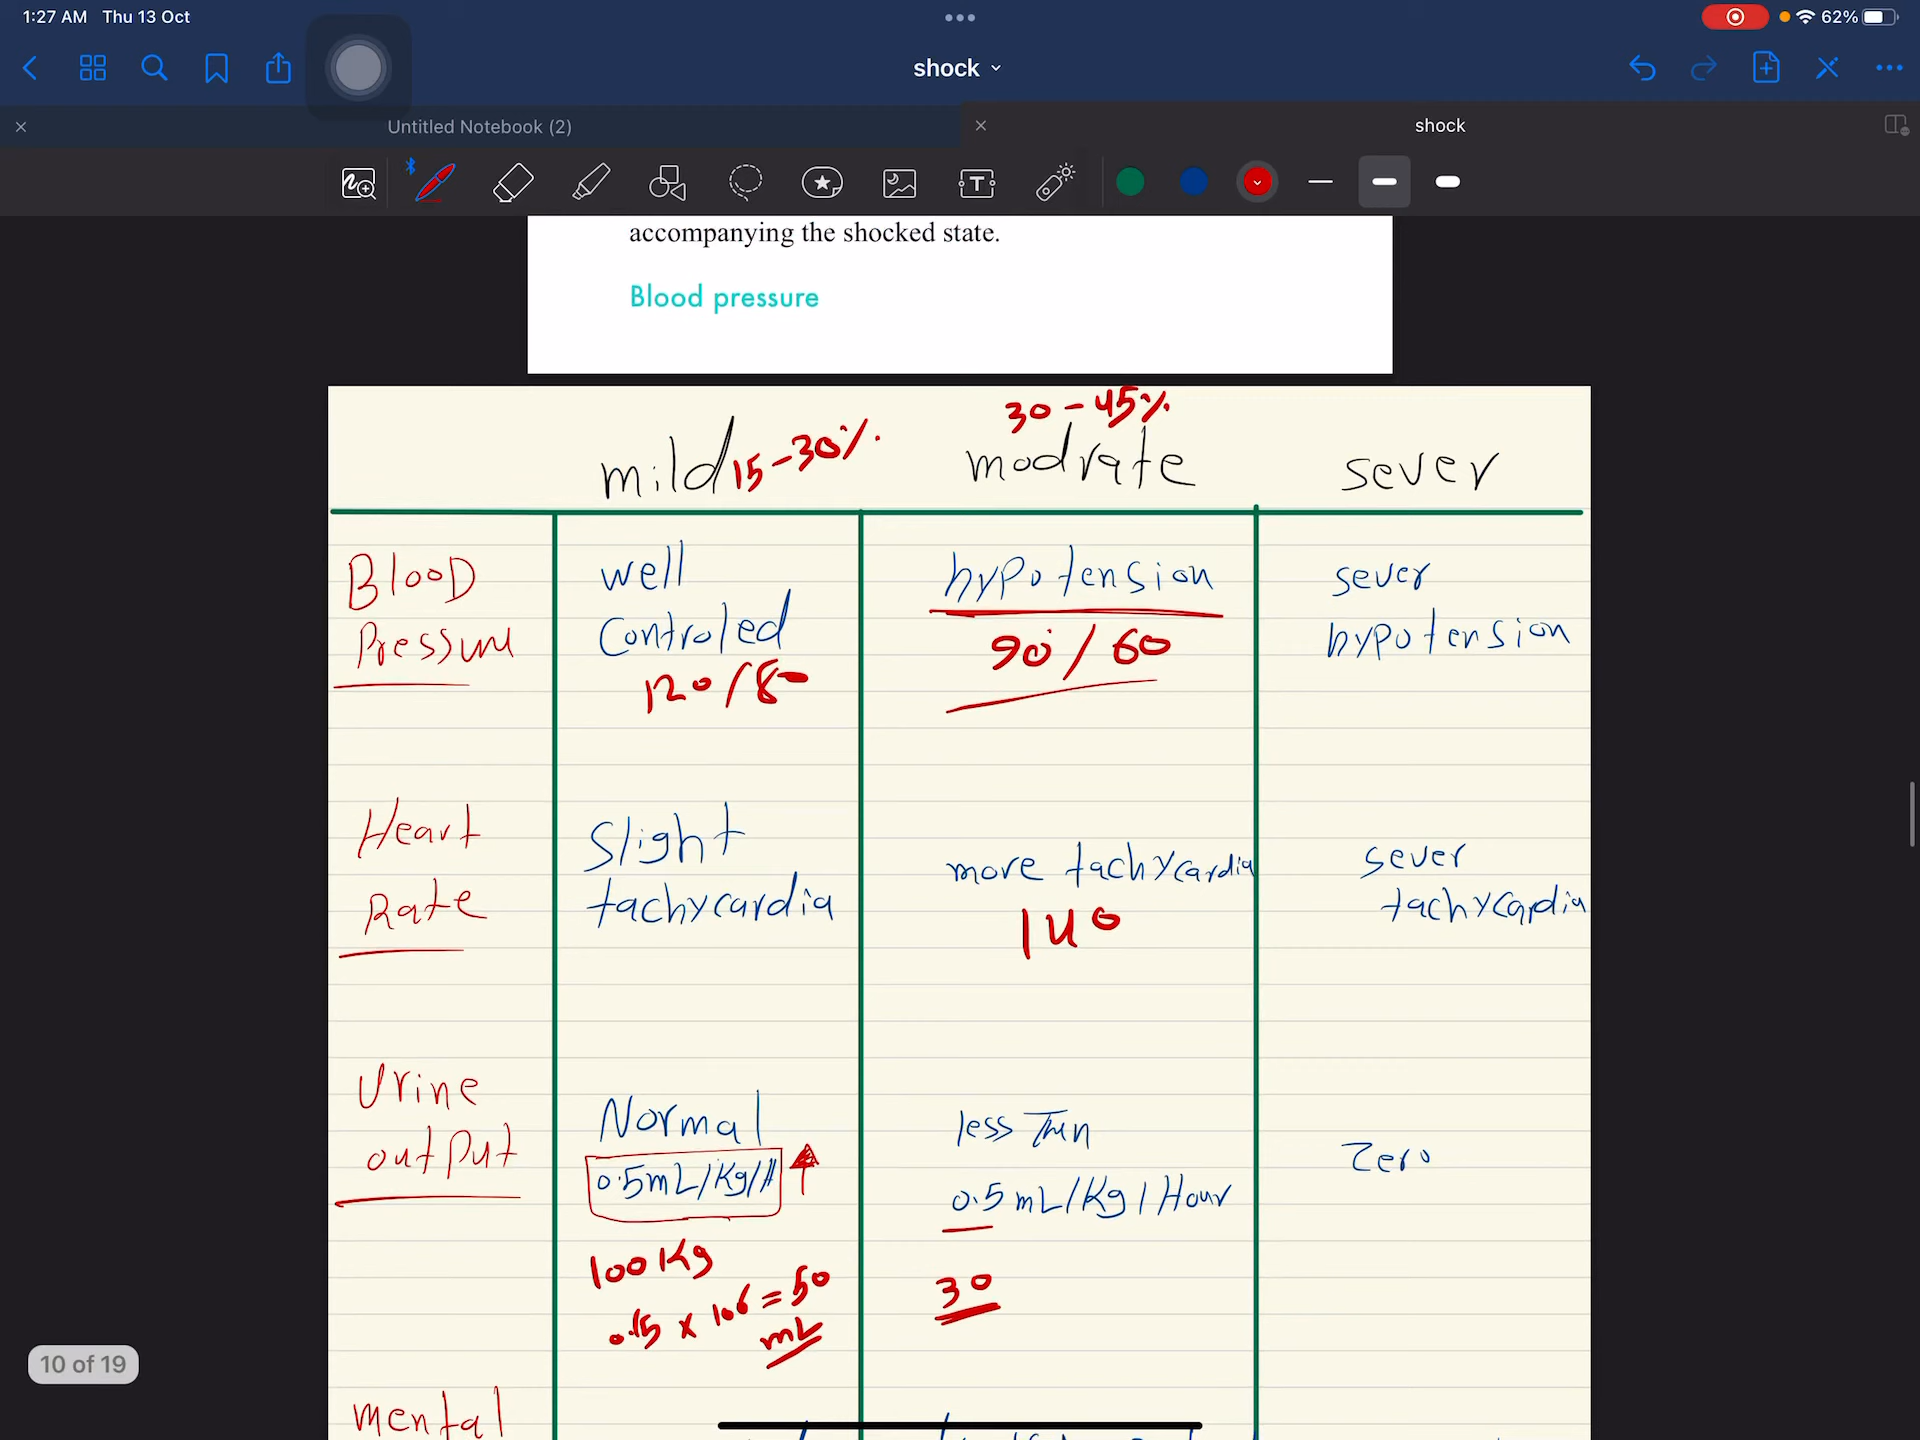 1:27 AM Thu 13 Oct
62%
shock
Untitled Notebook (2)
shock
accompanying the shocked state.
Blood pressure
30 - 45%
mild 15-30% modrate sever
Blood Pressure
well
Controled
120/80
hypotension
90/60
sever
hypotension
Heart
Rate
Slight
tachycardia
more tachycardia
140
sever
tachycardia
Urine
output
Normal
0.5mL/Kg/H
100Kg
0.5 x 100 = 50
mL
less Than
0.5 mL/Kg/Hour
30
Zero
mental
10 of 19